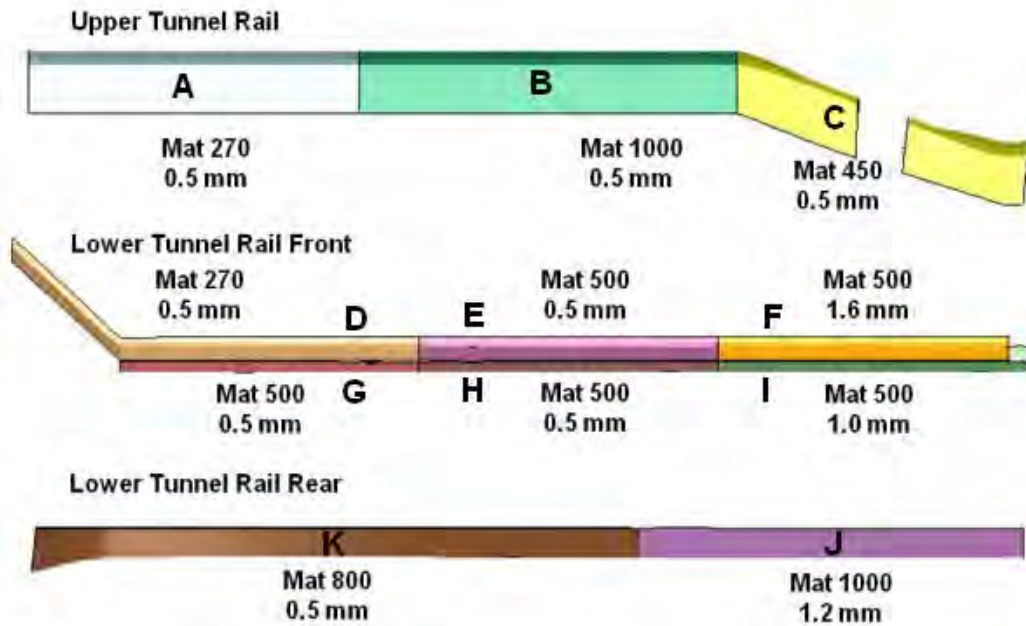 Upper Tunnel Rail
A
B
C
Mat 270
0.5 mm
Mat 1000
0.5 mm
Mat 450
0.5 mm
Lower Tunnel Rail Front
Mat 270
0.5 mm
Mat 500
0.5 mm
Mat 500
1.6 mm
D
E
F
G
H
I
Mat 500
0.5 mm
Mat 500
0.5 mm
Mat 500
1.0 mm
Lower Tunnel Rail Rear
K
J
Mat 800
0.5 mm
Mat 1000
1.2 mm